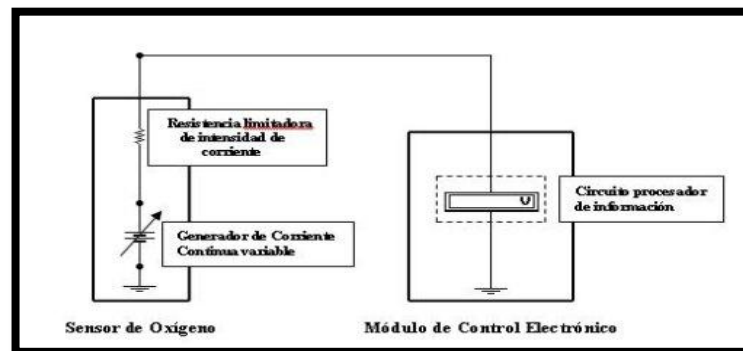 Resistencia limitadora
de intensidad de
corriente
Generador de Corriente
Continua variable
V
Circuito procesador
de información
Sensor de Oxígeno
Módulo de Control Electrónico